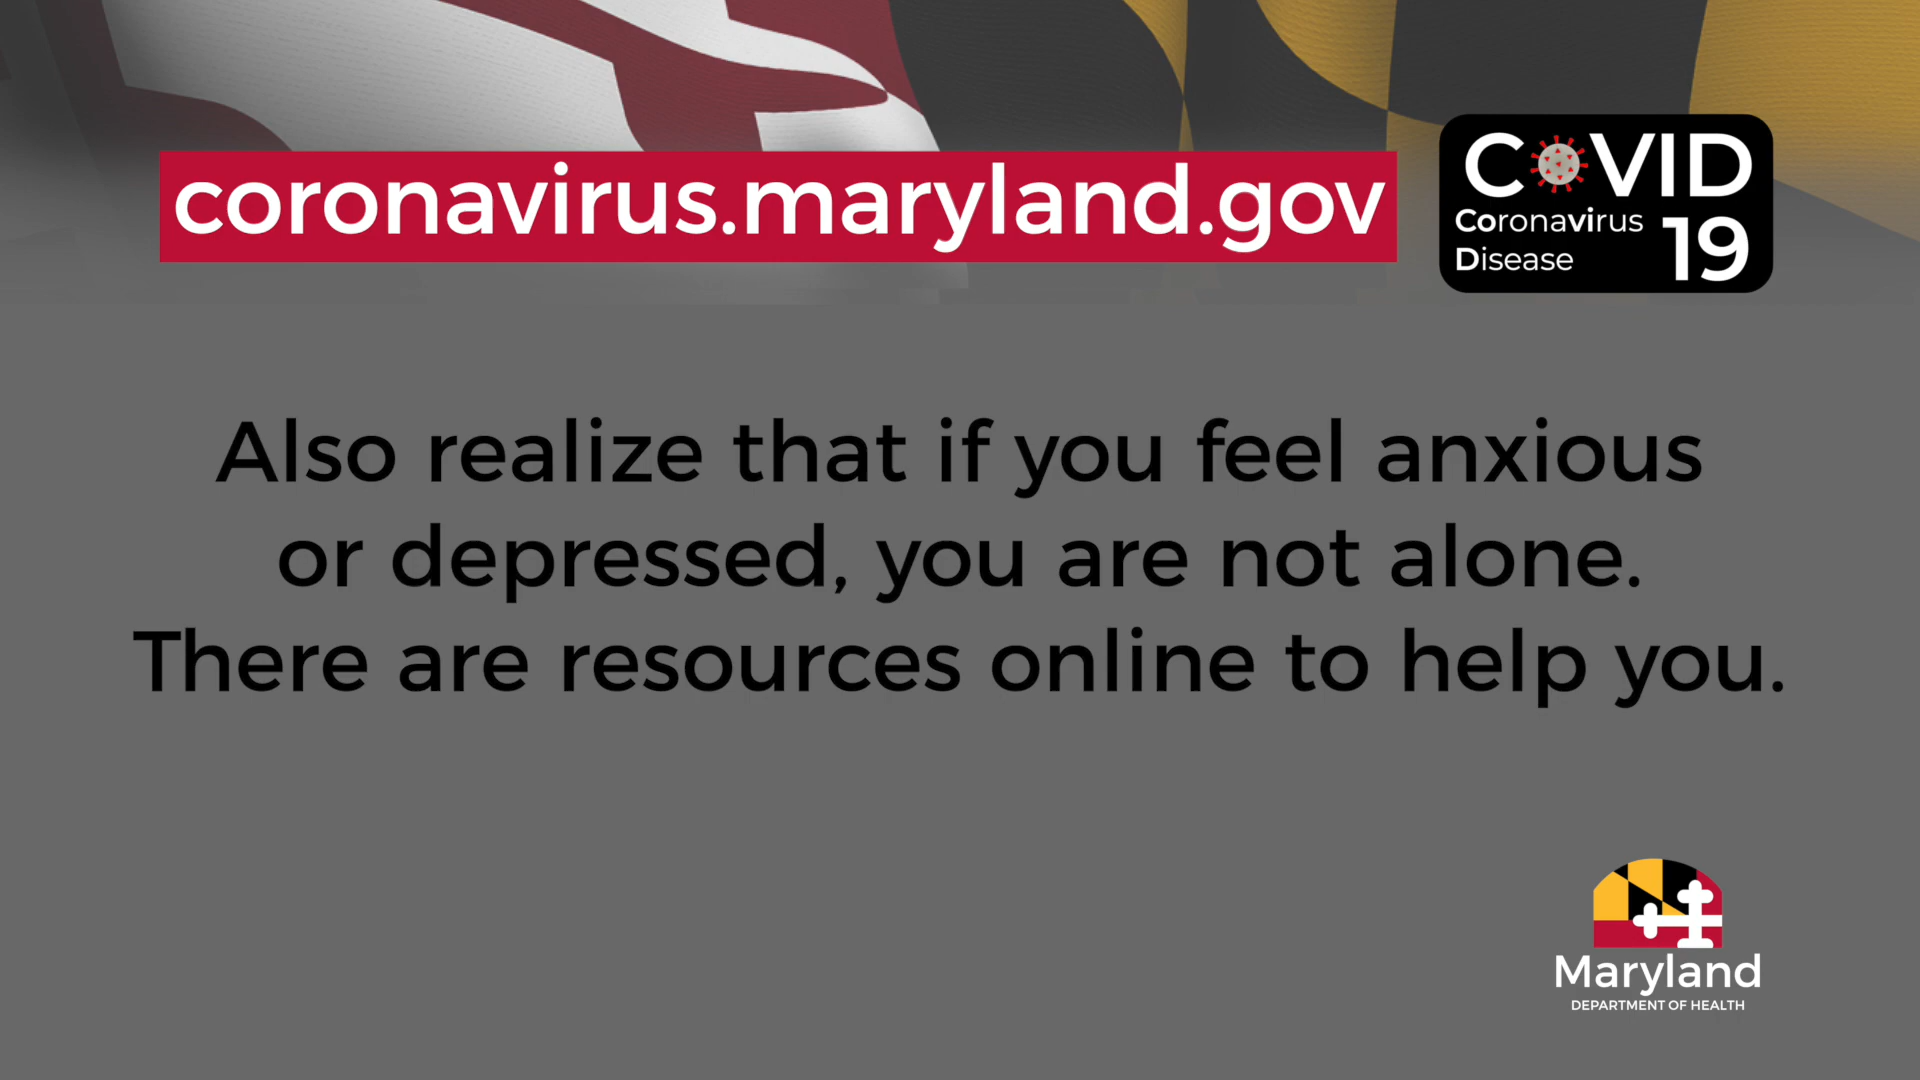 coronavirus.maryland.gov
COVID
Coronavirus
Disease
19
Also realize that if you feel anxious
or depressed, you are not alone.
There are resources online to help you.
Maryland
DEPARTMENT OF HEALTH